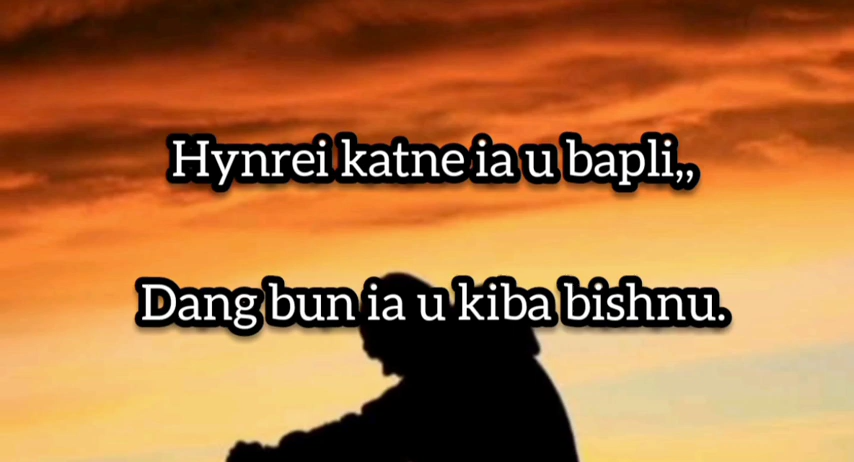 Hynrei katne ia u bapli,,
Dang bun ia u kiba bishnu.